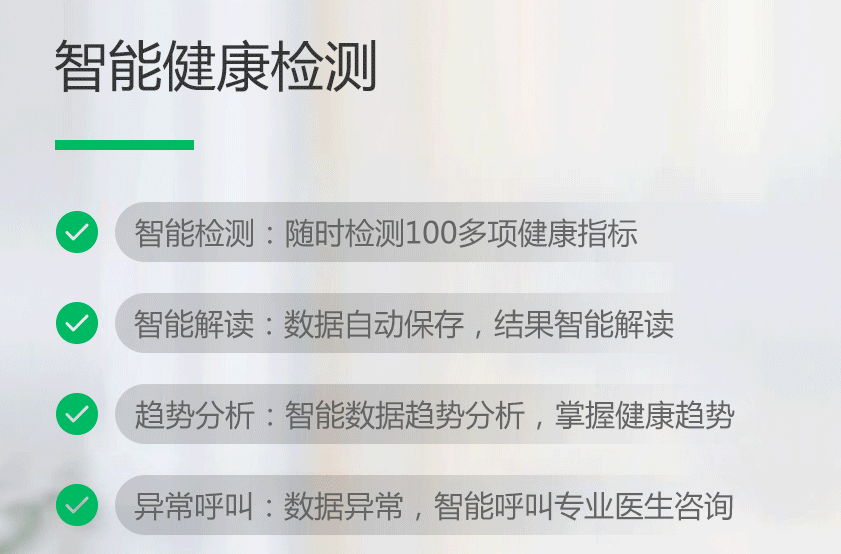 智能健康检测
智能检测：随时检测100多项健康指标
智能解读：数据自动保存，结果智能解读
趋势分析：智能数据趋势分析，掌握健康趋势
异常呼叫：数据异常，智能呼叫专业医生咨询